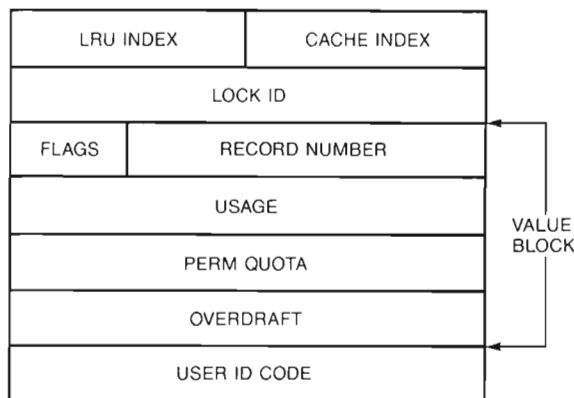 LRU INDEX
CACHE INDEX
LOCK ID
FLAGS
RECORD NUMBER
USAGE
PERM QUOTA
OVERDRAFT
USER ID CODE
VALUE
BLOCK